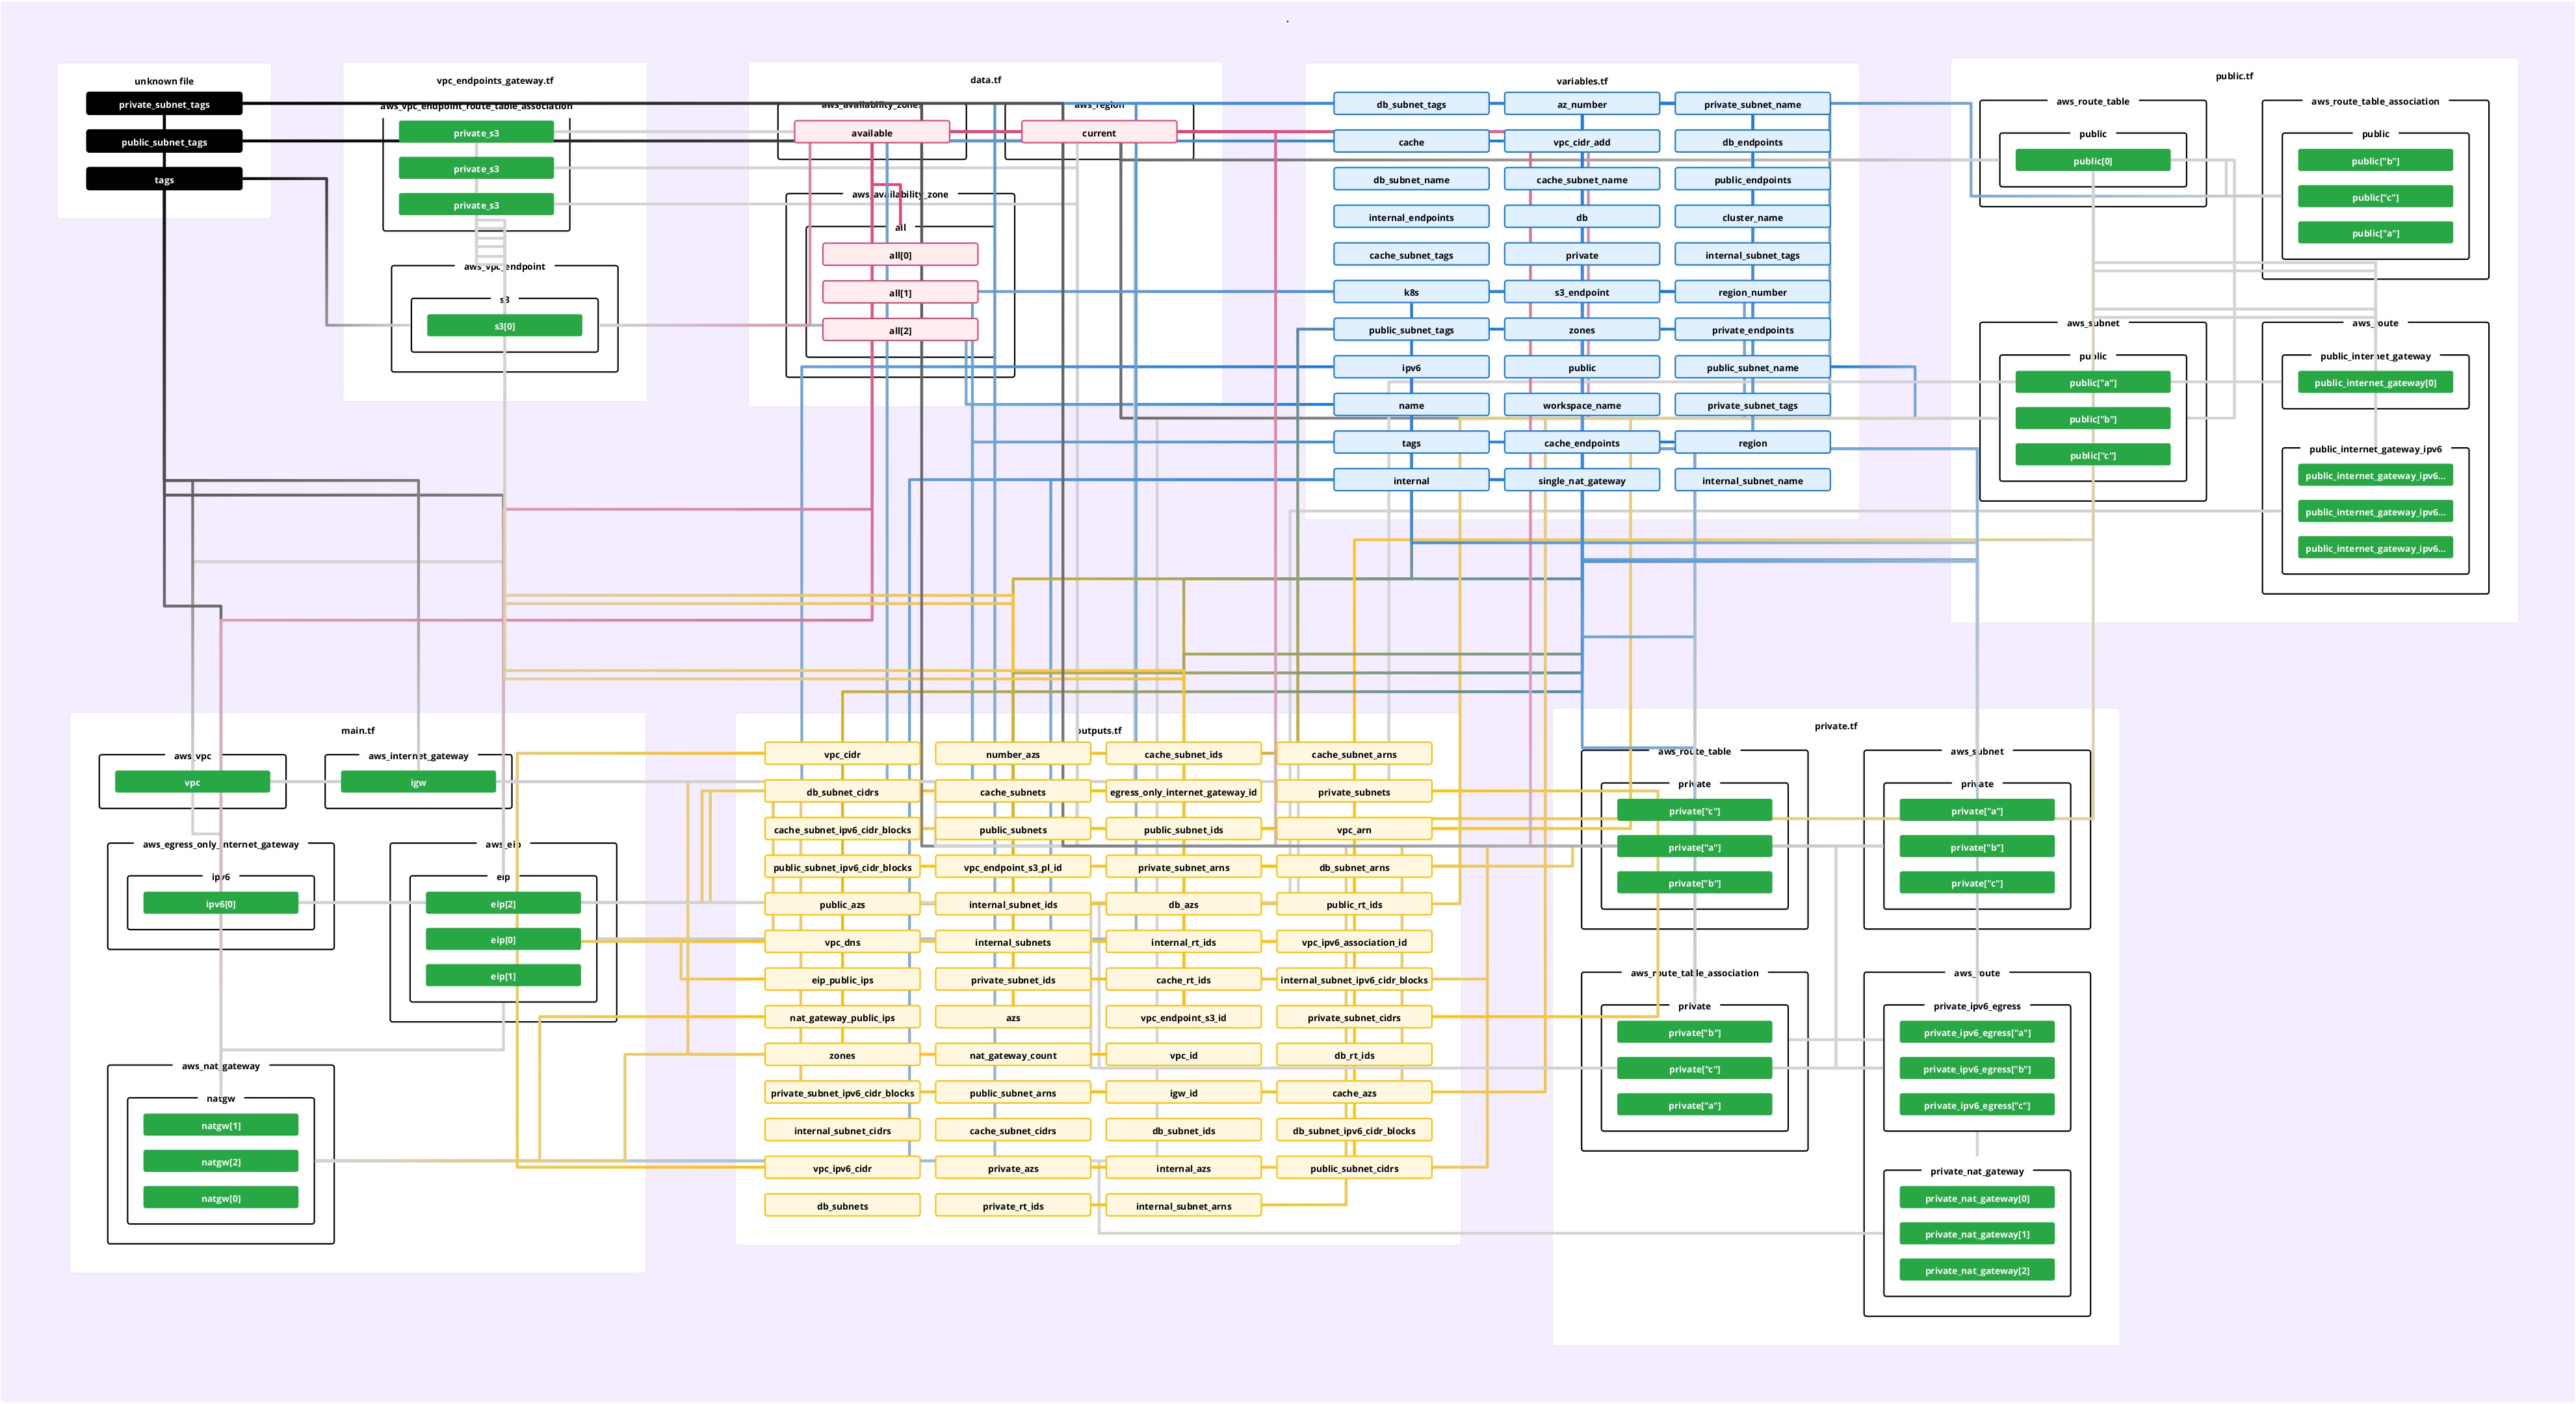 .
unknown file
private_subnet_tags
public_subnet_tags
tags
vpc_endpoints_gateway.tf
aws_vpc_endpoint_route_table_association
private_s3
private_s3
private_s3
aws_vpc_endpoint
s3
s3[0]
data.tf
aws_availability_zones
available
aws_region
current
aws_availability_zone
all
all[0]
all[1]
all[2]
variables.tf
db_subnet_tags
az_number
private_subnet_name
cache
vpc_cidr_add
db_endpoints
db_subnet_name
cache_subnet_name
public_endpoints
internal_endpoints
db
cluster_name
cache_subnet_tags
private
internal_subnet_tags
k8s
s3_endpoint
region_number
public_subnet_tags
zones
private_endpoints
ipv6
public
public_subnet_name
name
workspace_name
private_subnet_tags
tags
cache_endpoints
region
internal
single_nat_gateway
internal_subnet_name
public.tf
aws_route_table
public
public[0]
aws_route_table_association
public
public["b"]
public["c"]
public["a"]
aws_subnet
public
public["a"]
public["b"]
public["c"]
aws_route
public_internet_gateway
public_internet_gateway[0]
public_internet_gateway_ipv6
public_internet_gateway_ipv6...
public_internet_gateway_ipv6...
public_internet_gateway_ipv6...
main.tf
aws_vpc
vpc
aws_internet_gateway
igw
aws_egress_only_internet_gateway
ipv6
ipv6[0]
aws_eip
eip
eip[2]
eip[0]
eip[1]
aws_nat_gateway
natgw
natgw[1]
natgw[2]
natgw[0]
outputs.tf
vpc_cidr
number_azs
cache_subnet_ids
cache_subnet_arns
db_subnet_cidrs
cache_subnets
egress_only_internet_gateway_id
private_subnets
cache_subnet_ipv6_cidr_blocks
public_subnets
public_subnet_ids
vpc_arn
public_subnet_ipv6_cidr_blocks
vpc_endpoint_s3_pl_id
private_subnet_arns
db_subnet_arns
public_azs
internal_subnet_ids
db_azs
public_rt_ids
vpc_dns
internal_subnets
internal_rt_ids
vpc_ipv6_association_id
eip_public_ips
private_subnet_ids
cache_rt_ids
internal_subnet_ipv6_cidr_blocks
nat_gateway_public_ips
azs
vpc_endpoint_s3_id
private_subnet_cidrs
zones
nat_gateway_count
vpc_id
db_rt_ids
private_subnet_ipv6_cidr_blocks
public_subnet_arns
igw_id
cache_azs
internal_subnet_cidrs
cache_subnet_cidrs
db_subnet_ids
db_subnet_ipv6_cidr_blocks
vpc_ipv6_cidr
private_azs
internal_azs
public_subnet_cidrs
db_subnets
private_rt_ids
internal_subnet_arns
private.tf
aws_route_table
private
private["c"]
private["a"]
private["b"]
aws_subnet
private
private["a"]
private["b"]
private["c"]
aws_route_table_association
private
private["b"]
private["c"]
private["a"]
aws_route
private_ipv6_egress
private_ipv6_egress["a"]
private_ipv6_egress["b"]
private_ipv6_egress["c"]
private_nat_gateway
private_nat_gateway[0]
private_nat_gateway[1]
private_nat_gateway[2]